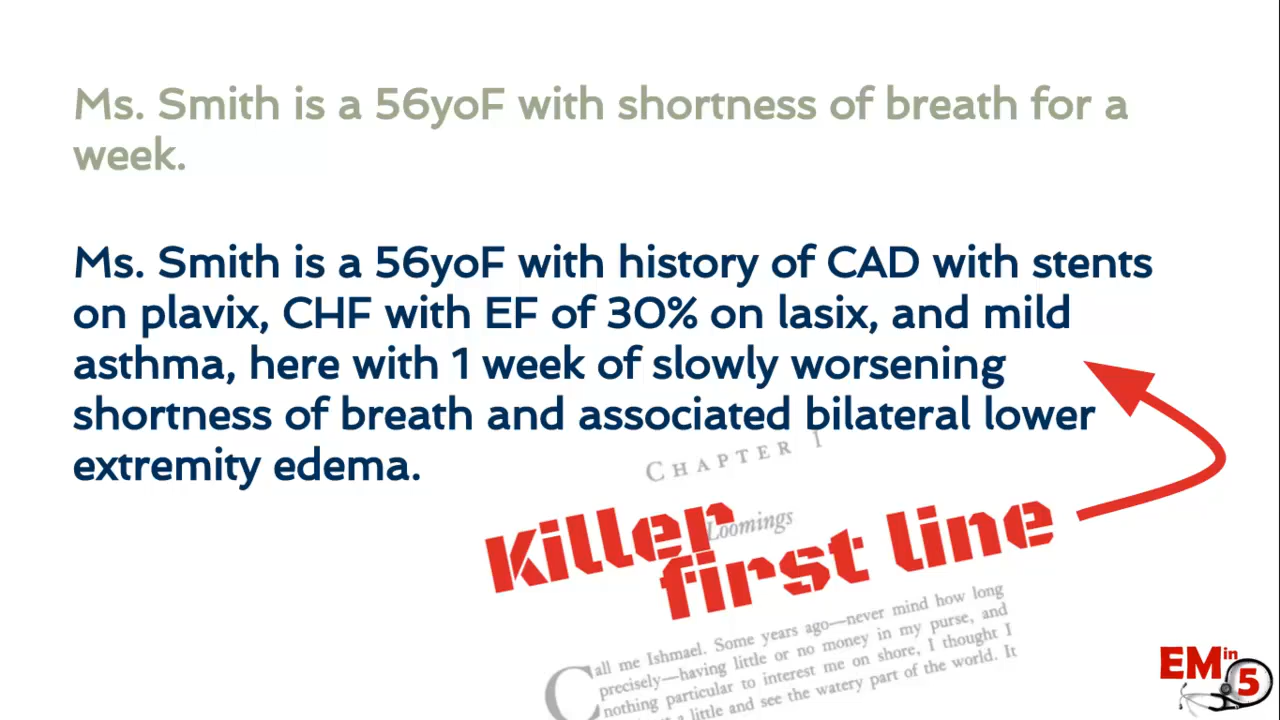 Ms. Smith is a 56yoF with shortness of breath for a
week.
Ms. Smith is a 56yoF with history of CAD with stents
on plavix, CHF with EF of 30% on lasix, and mild
asthma, here with 1 week of slowly worsening
shortness of breath and associated bilateral lower
extremity edema.
CHAPTER I
Loomings
Killer
first line
Call me Ishmael. Some years ago—never mind how long
precisely—having little or no money in my purse, and
nothing particular to interest me on shore, I thought I
a little and see the watery part of the world. It
EM in 5